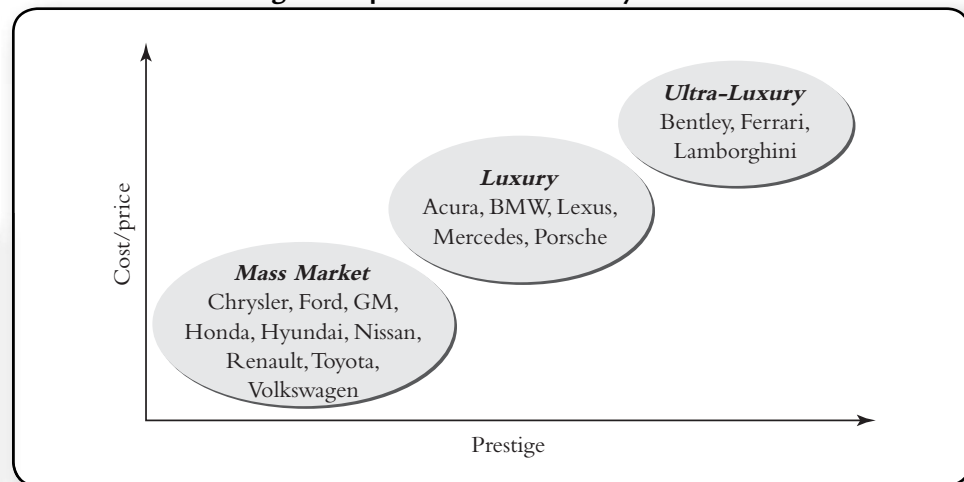 Ultra-Luxury
Bentley, Ferrari,
Lamborghini
Luxury
Acura, BMW, Lexus,
Mercedes, Porsche
Mass Market
Chrysler, Ford, GM,
Honda, Hyundai, Nissan,
Renault, Toyota,
Volkswagen
Cost/price
Prestige